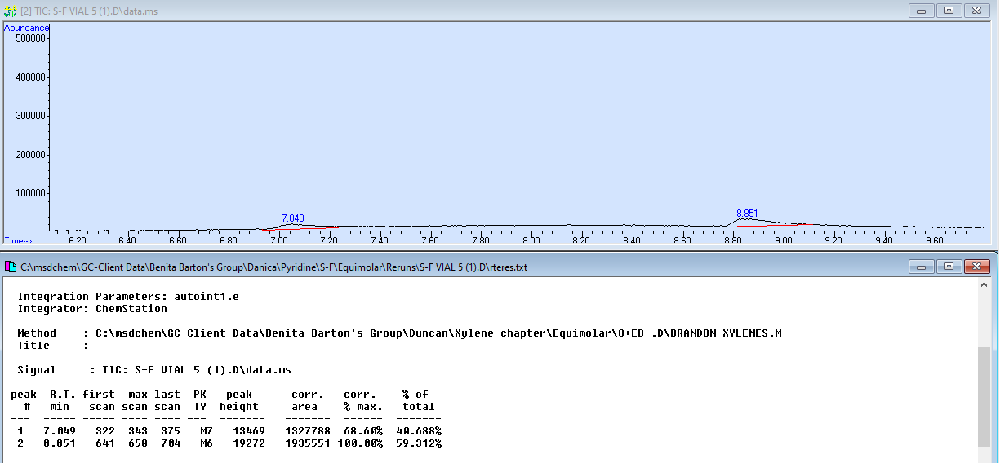 [2] TIC: S-F VIAL 5 (1).D\data.ms
Abundance
500000
400000
300000
200000
100000
7.049
8.851
Time-->
6.20 6.40 6.60 6.80 7.00 7.20 7.40 7.60 7.80 8.00 8.20 8.40 8.60 8.80 9.00 9.20 9.40 9.60
C:\msdchem\GC-Client Data\Benita Barton's Group\Danica\Pyridine\S-F\Equimolar\Reruns\S-F VIAL 5 (1).D\rteres.txt
Integration Parameters: autoint1.e
Integrator: ChemStation
Method : C:\msdchem\GC-Client Data\Benita Barton's Group\Duncan\Xylene chapter\Equimolar\O+EB .D\BRANDON XYLENES.M
Title :
Signal : TIC: S-F VIAL 5 (1).D\data.ms
peak R.T. first max last PK peak corr. corr. % of
# min scan scan scan TY height area % max. total
--- ----- ----- ---- ---- --- ------- ------- ------ -------
1 7.049 322 343 375 M7 13469 1327788 68.60% 40.688%
2 8.851 641 658 704 M6 19272 1935551 100.00% 59.312%